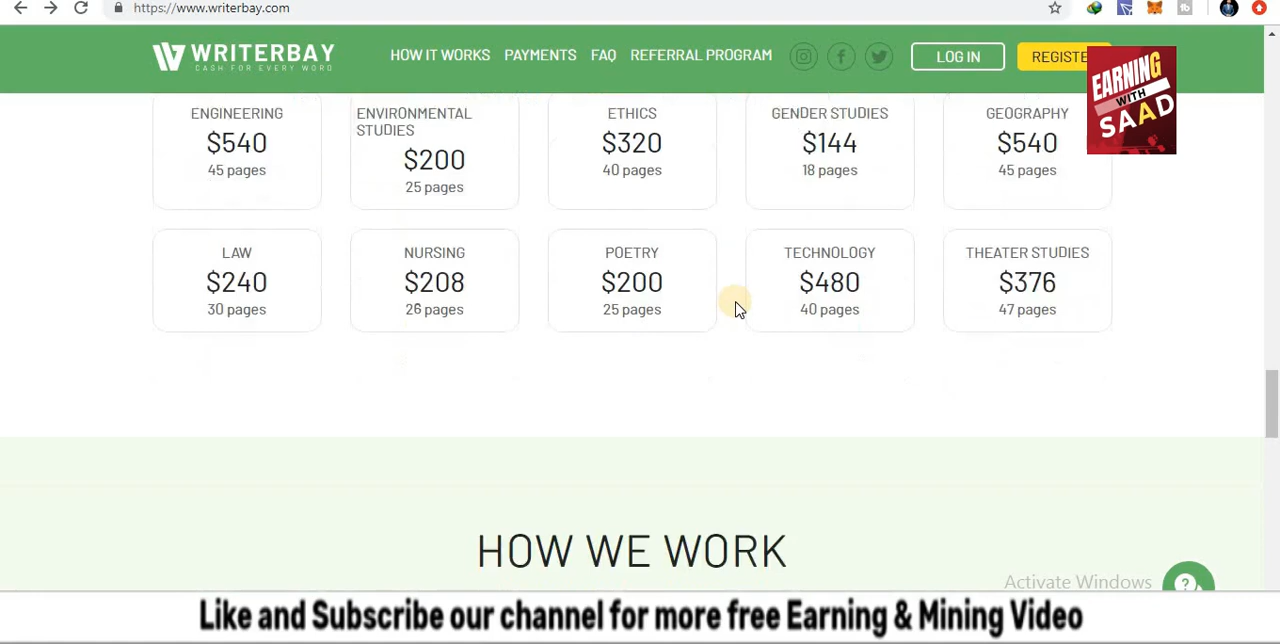 https://www.writerbay.com
WRITERBAY
CASH FOR EVERY WORD
HOW IT WORKS PAYMENTS FAQ REFERRAL PROGRAM LOG IN REGISTE
EARNING
WITH
SAAD
ENGINEERING
$540
45 pages
ENVIRONMENTAL
STUDIES
$200
25 pages
ETHICS
$320
40 pages
GENDER STUDIES
$144
18 pages
GEOGRAPHY
$540
45 pages
LAW
$240
30 pages
NURSING
$208
26 pages
POETRY
$200
25 pages
TECHNOLOGY
$480
40 pages
THEATER STUDIES
$376
47 pages
HOW WE WORK
Activate Windows
?
Like and Subscribe our channel for more free Earning & Mining Video